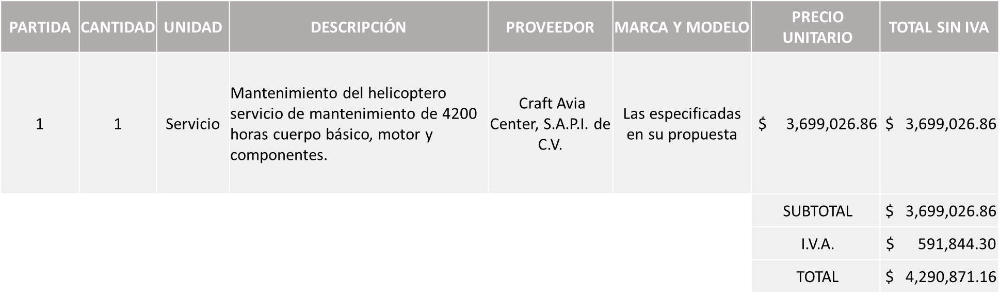 PARTIDA CANTIDAD UNIDAD DESCRIPCIÓN PROVEEDOR MARCA Y MODELO PRECIO UNITARIO TOTAL SIN IVA
1
1
Servicio
Mantenimiento del helicoptero
servicio de mantenimiento de 4200
horas cuerpo básico, motor y
componentes.
Craft Avia
Center, S.A.P.I. de
C.V.
Las especificadas
en su propuesta
$ 3,699,026.86
$ 3,699,026.86
SUBTOTAL $ 3,699,026.86
I.V.A. $ 591,844.30
TOTAL $ 4,290,871.16